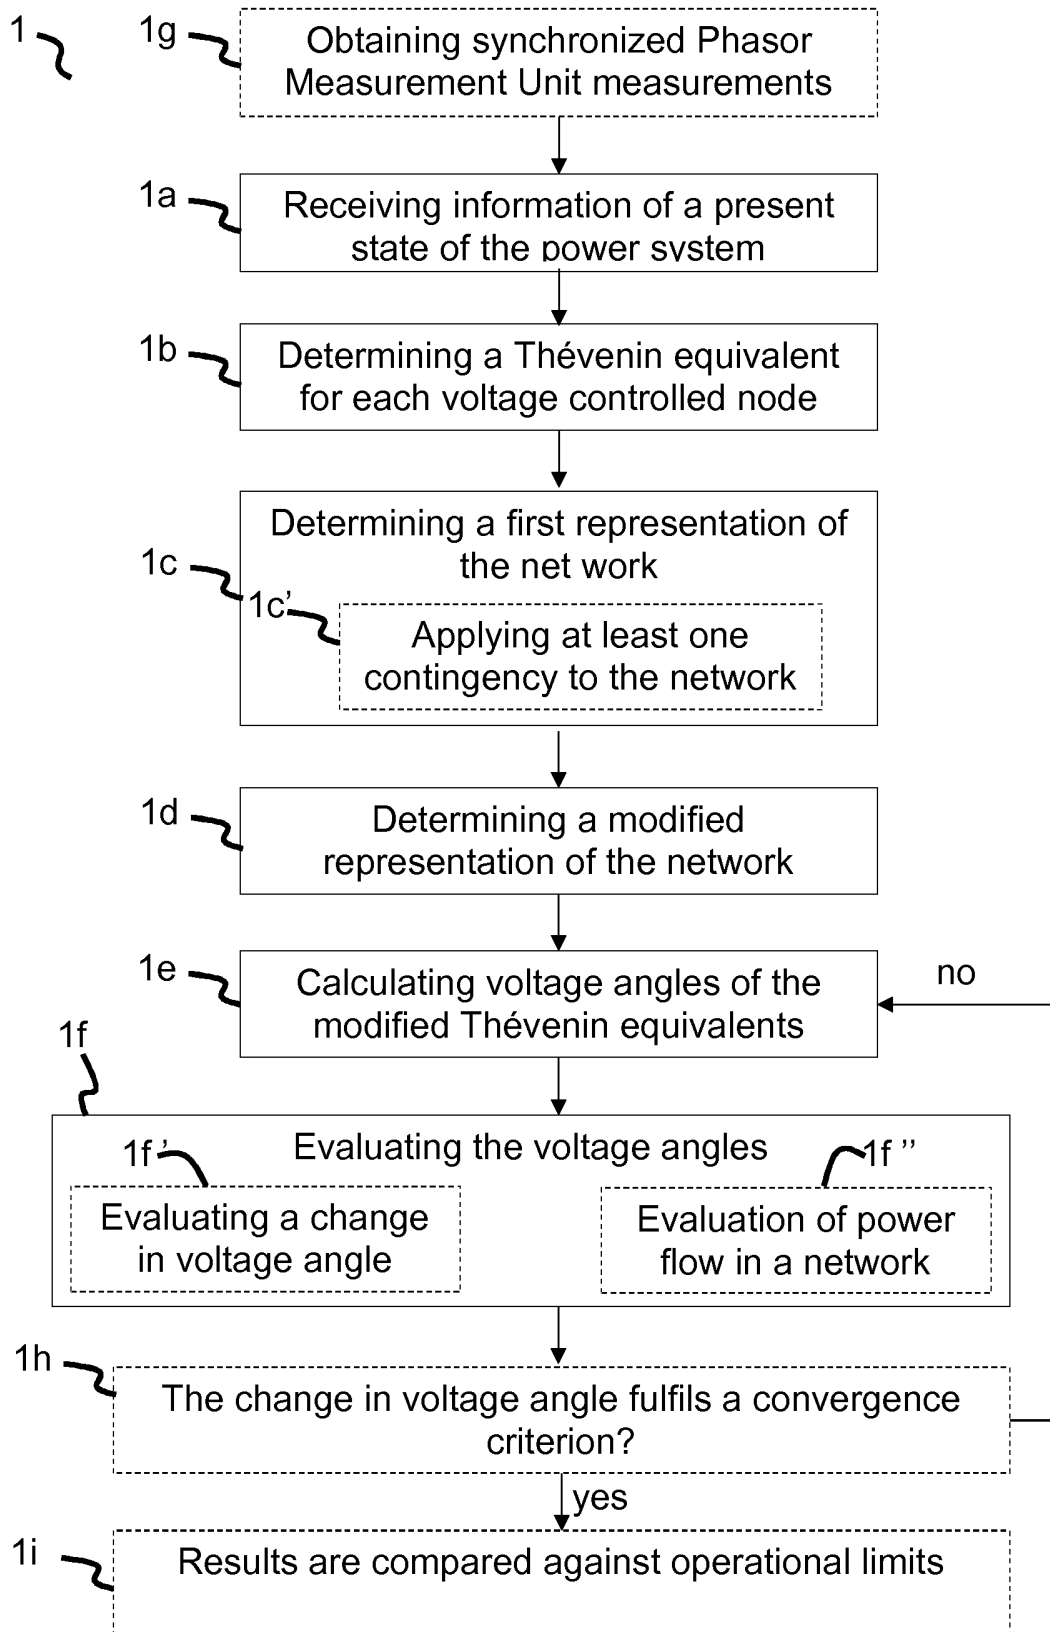 1
1g
Obtaining synchronized Phasor
Measurement Unit measurements
1a
Receiving information of a present
state of the power system
1b
Determining a Thévenin equivalent
for each voltage controlled node
1c
Determining a first representation of
the net work
1c’
Applying at least one
contingency to the network
1d
Determining a modified
representation of the network
1e
Calculating voltage angles of the
modified Thévenin equivalents
no
1f
Evaluating the voltage angles
1f ’
Evaluating a change
in voltage angle
1f ’’
Evaluation of power
flow in a network
1h
The change in voltage angle fulfils a convergence
criterion?
yes
1i
Results are compared against operational limits